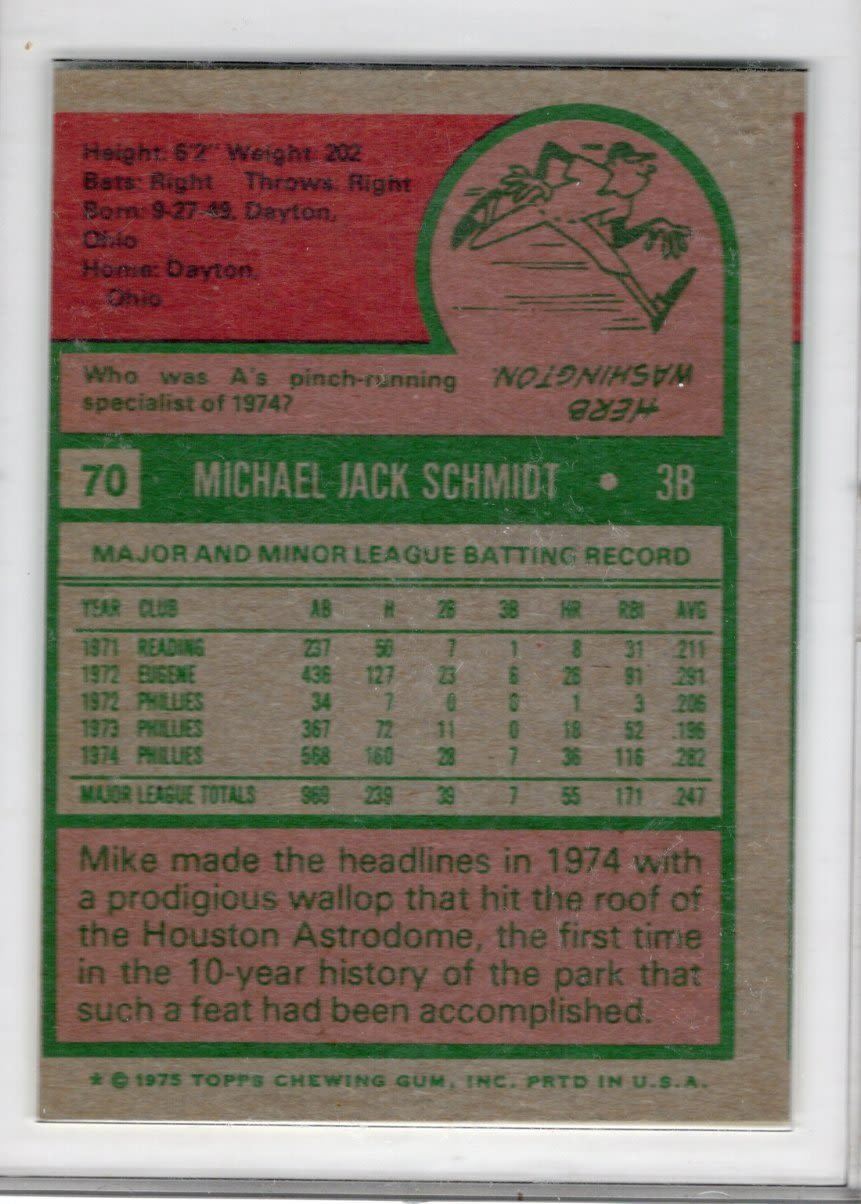 Height: 6'2" Weight: 202
Bats: Right Throws: Right
Born: 9-27-49, Dayton,
Ohio
Home: Dayton,
Ohio
Who was A's pinch-running
specialist of 1974?
HERB
WASHINGTON.
70 MICHAEL JACK SCHMIDT • 3B
MAJOR AND MINOR LEAGUE BATTING RECORD
YEAR CLUB AB H 2B 3B HR RBI AVG
1971 READING 237 50 7 1 8 31 .211
1972 EUGENE 436 127 23 6 26 91 .291
1972 PHILLIES 34 7 0 0 1 3 .206
1973 PHILLIES 367 72 11 0 18 52 .196
1974 PHILLIES 568 160 28 7 36 116 .282
MAJOR LEAGUE TOTALS 969 239 39 7 55 171 .247
Mike made the headlines in 1974 with
a prodigious wallop that hit the roof of
the Houston Astrodome, the first time
in the 10-year history of the park that
such a feat had been accomplished.
* © 1975 TOPPS CHEWING GUM, INC. PRTD IN U.S.A.